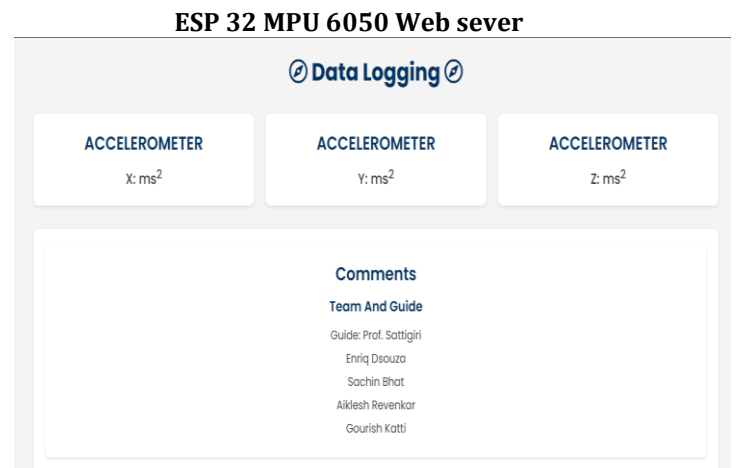 ESP 32 MPU 6050 Web sever
Data Logging
ACCELEROMETER
X: ms²
ACCELEROMETER
Y: ms²
ACCELEROMETER
Z: ms²
Comments
Team And Guide
Guide: Prof. Sattigiri
Enriq Dsouza
Sachin Bhat
Aiklesh Revenkar
Gourish Katti